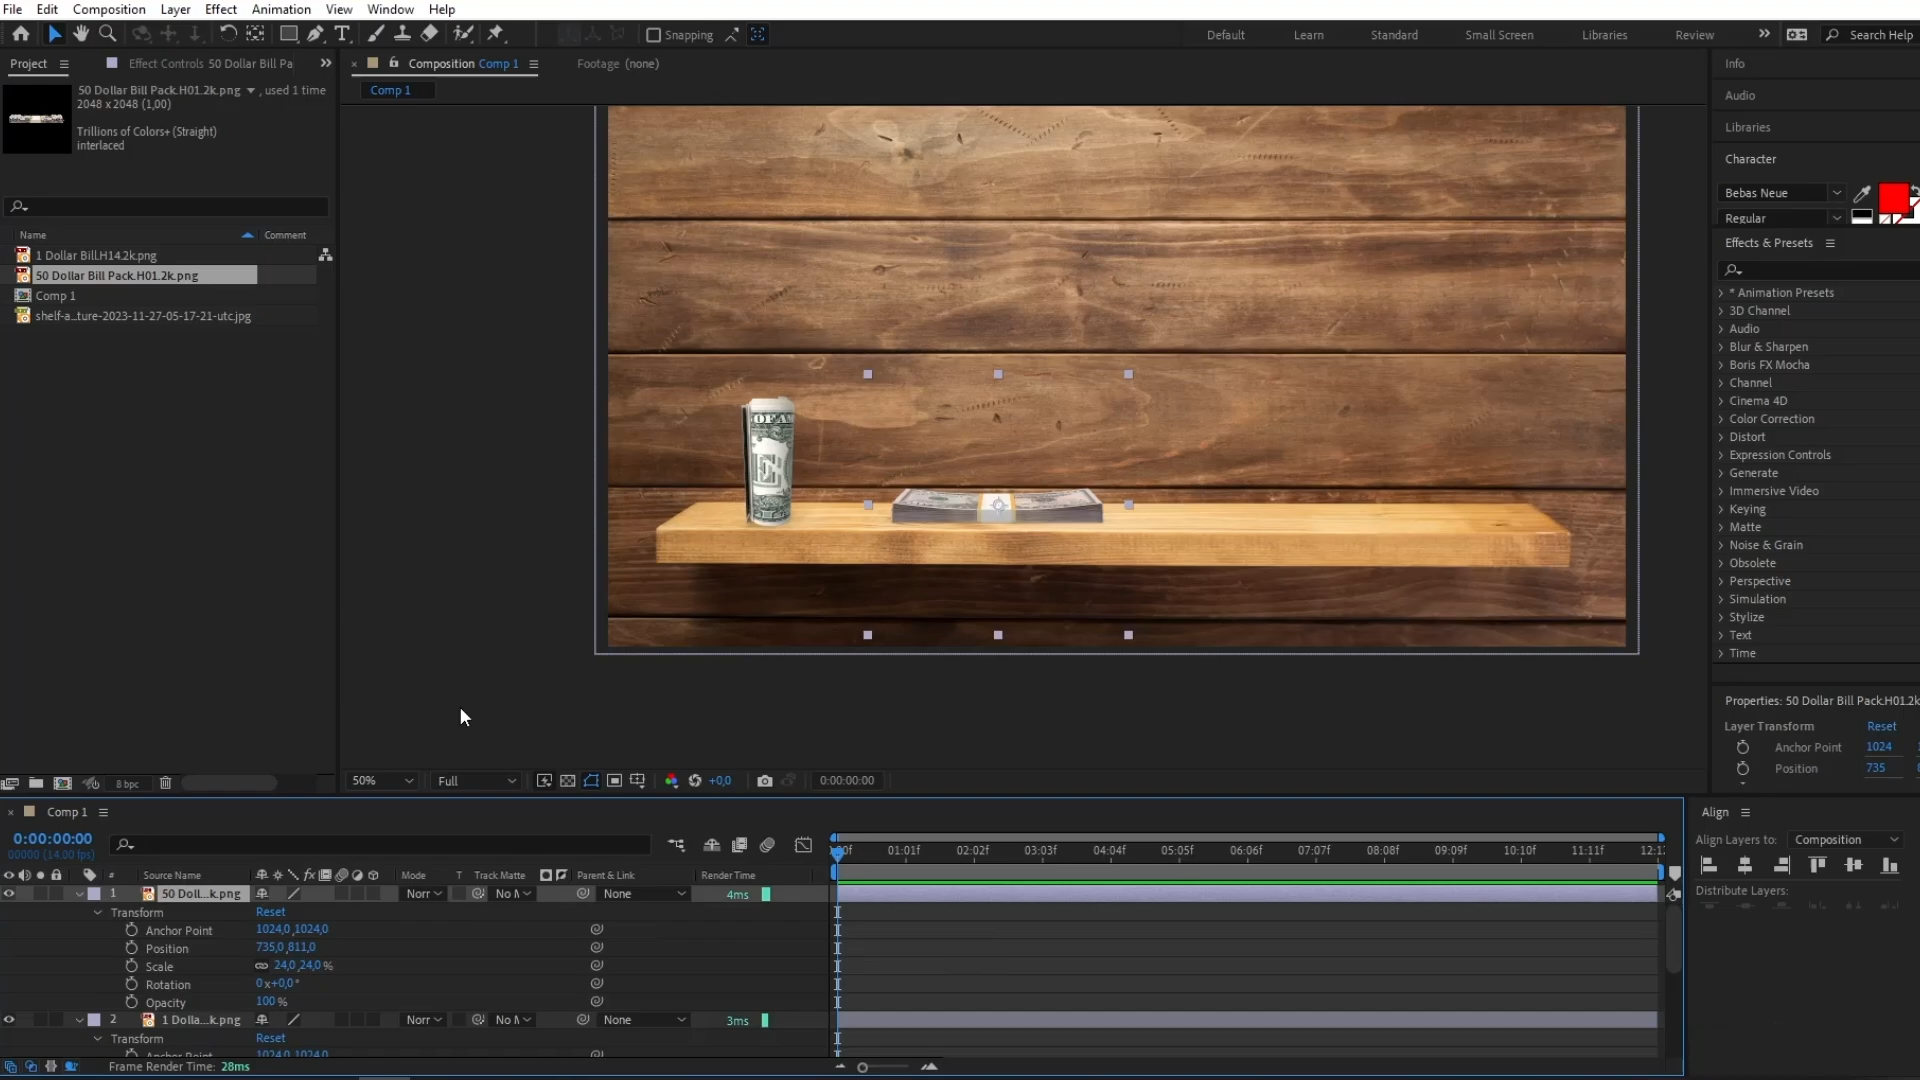 File Edit Composition Layer Effect Animation View Window Help
Snapping Default Learn Standard Small Screen Libraries Review Search Help
Project Effect Controls 50 Dollar Bill Pa Composition Comp 1 Footage (none)
Comp 1
50 Dollar Bill Pack.H01.2k.png , used 1 time
2048 x 2048 (1,00)
Trillions of Colors+ (Straight)
interlaced
Name Comment
1 Dollar Bill.H14.2k.png
50 Dollar Bill Pack.H01.2k.png
Comp 1
shelf-a...ture-2023-11-27-05-17-21-utc.jpg
8 bpc
50% Full +0,0 0:00:00:00
Info
Audio
Libraries
Character
Bebas Neue
Regular
Effects & Presets
* Animation Presets
3D Channel
Audio
Blur & Sharpen
Boris FX Mocha
Channel
Cinema 4D
Color Correction
Distort
Expression Controls
Generate
Immersive Video
Keying
Matte
Noise & Grain
Obsolete
Perspective
Simulation
Stylize
Text
Time
Properties: 50 Dollar Bill Pack.H01.2k
Layer Transform Reset
Anchor Point 1024
Position 735
Comp 1
0:00:00:00
00000 (14.00 fps)
:00f 01:01f 02:02f 03:03f 04:04f 05:05f 06:06f 07:07f 08:08f 09:09f 10:10f 11:11f 12:12
# Source Name fx Mode T Track Matte Parent & Link Render Time
1 50 Doll...k.png Norr No M None 4ms
Transform Reset
Anchor Point 1024,0,1024,0
Position 735,0,811,0
Scale 24,0,24,0 %
Rotation 0x+0,0°
Opacity 100 %
2 1 Dolla...k.png Norr No M None 3ms
Transform Reset
Anchor Point 1024,0,1024,0
Frame Render Time: 28ms
Align
Align Layers to: Composition
Distribute Layers: